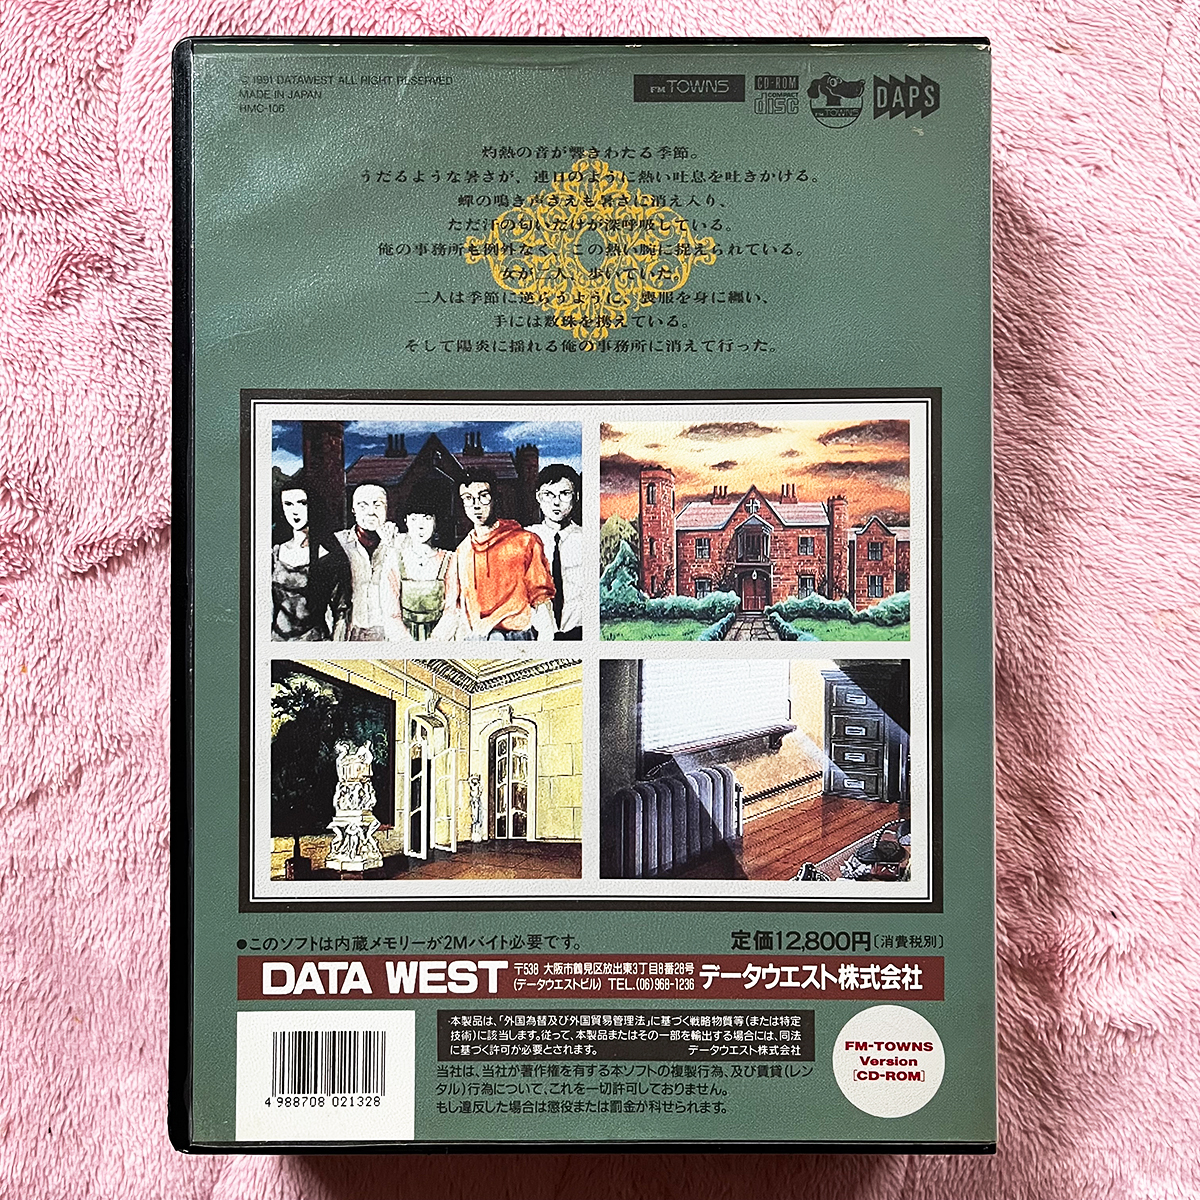 © 1991 DATAWEST ALL RIGHT RESERVED
MADE IN JAPAN
HMC-106
FM TOWNS
CD-ROM
COMPACT
disc
FM TOWNS
DAPS
灼熱の音が響きわたる季節。
うだるような暑さが、連日のように熱い吐息を吐きかける。
蟬の鳴き声さえも暑さに消え入り、
ただ汗の匂いだけが深呼吸している。
俺の事務所も例外なく、この熱い腕に捉えられている。
女が二人、歩いていた。
二人は季節に逆らうように、喪服を身に纏い、
手には数珠を携えている。
そして陽炎に揺れる俺の事務所に消えて行った。
●このソフトは内蔵メモリーが2Mバイト必要です。
定価12,800円〔消費税別〕
DATA WEST
〒538 大阪市鶴見区放出東3丁目8番28号
(データウエストビル) TEL.(06)968-1236
データウエスト株式会社
本製品は、「外国為替及び外国貿易管理法」に基づく戦略物質等(または特定
技術)に該当します。従って、本製品またはその一部を輸出する場合には、同法
に基づく許可が必要とされます。 データウエスト株式会社
当社は、当社が著作権を有する本ソフトの複製行為、及び賃貸(レン
タル)行為について、これを一切許可しておりません。
もし違反した場合は懲役または罰金が科せられます。
FM-TOWNS
Version
[CD-ROM]
4 988708 021328